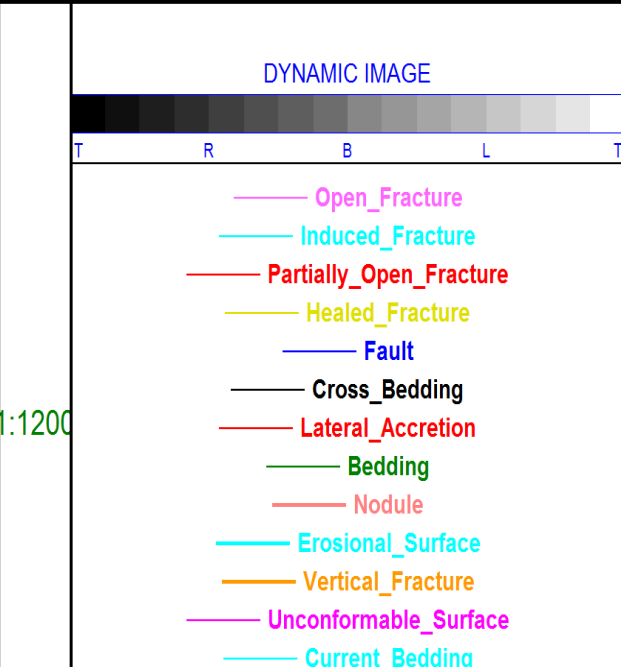 DYNAMIC IMAGE
T R B L T
Open_Fracture
Induced_Fracture
Partially_Open_Fracture
Healed_Fracture
Fault
Cross_Bedding
1:1200
Lateral_Accretion
Bedding
Nodule
Erosional_Surface
Vertical_Fracture
Unconformable_Surface
Current_Bedding